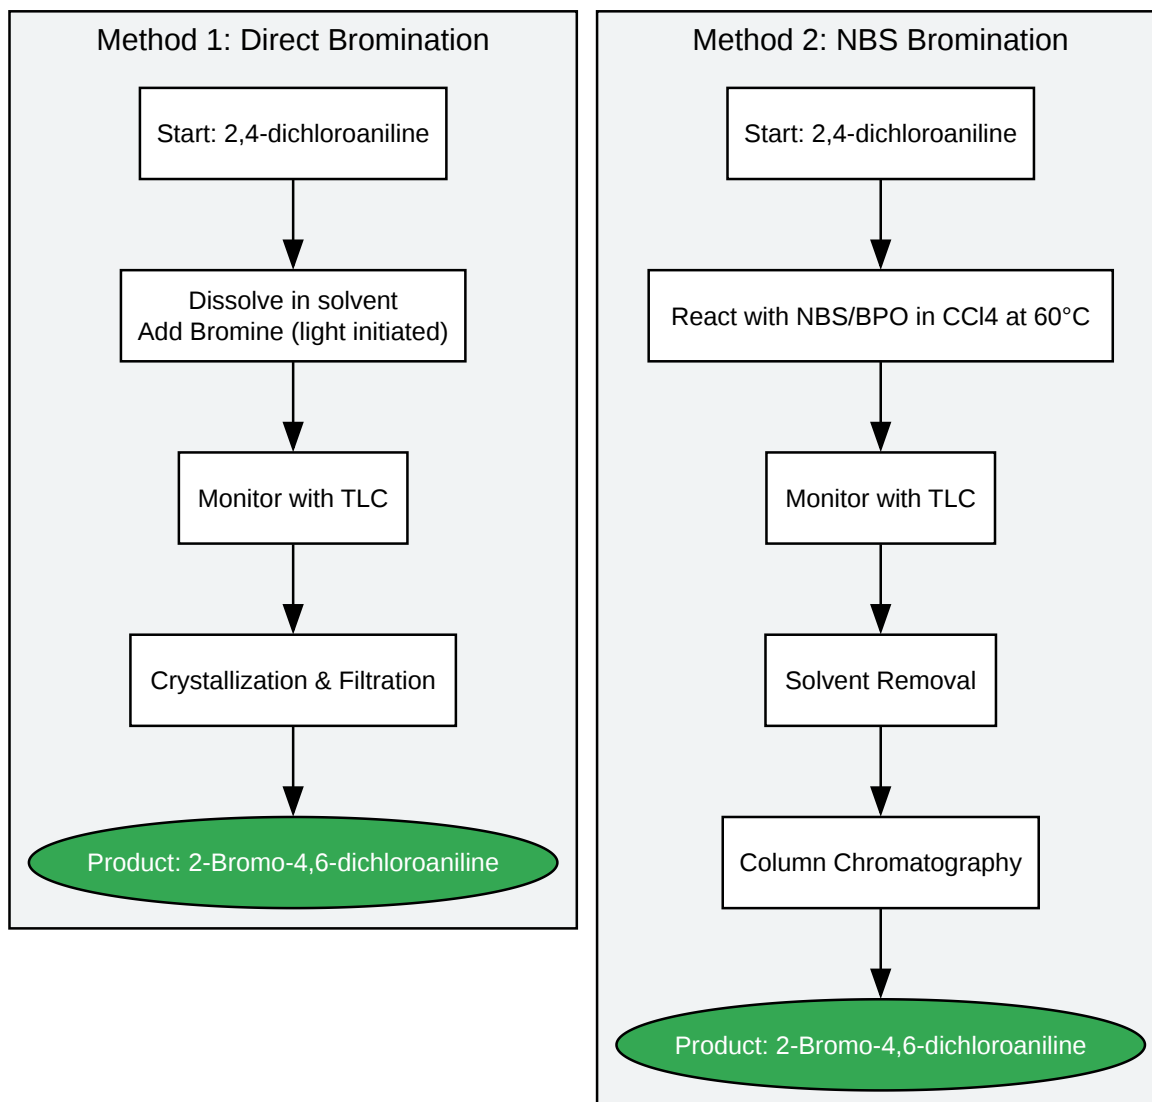 Method 1: Direct Bromination
Start: 2,4-dichloroaniline
Dissolve in solvent
Add Bromine (light initiated)
Monitor with TLC
Crystallization & Filtration
Product: 2-Bromo-4,6-dichloroaniline
Method 2: NBS Bromination
Start: 2,4-dichloroaniline
React with NBS/BPO in CCl4 at 60°C
Monitor with TLC
Solvent Removal
Column Chromatography
Product: 2-Bromo-4,6-dichloroaniline